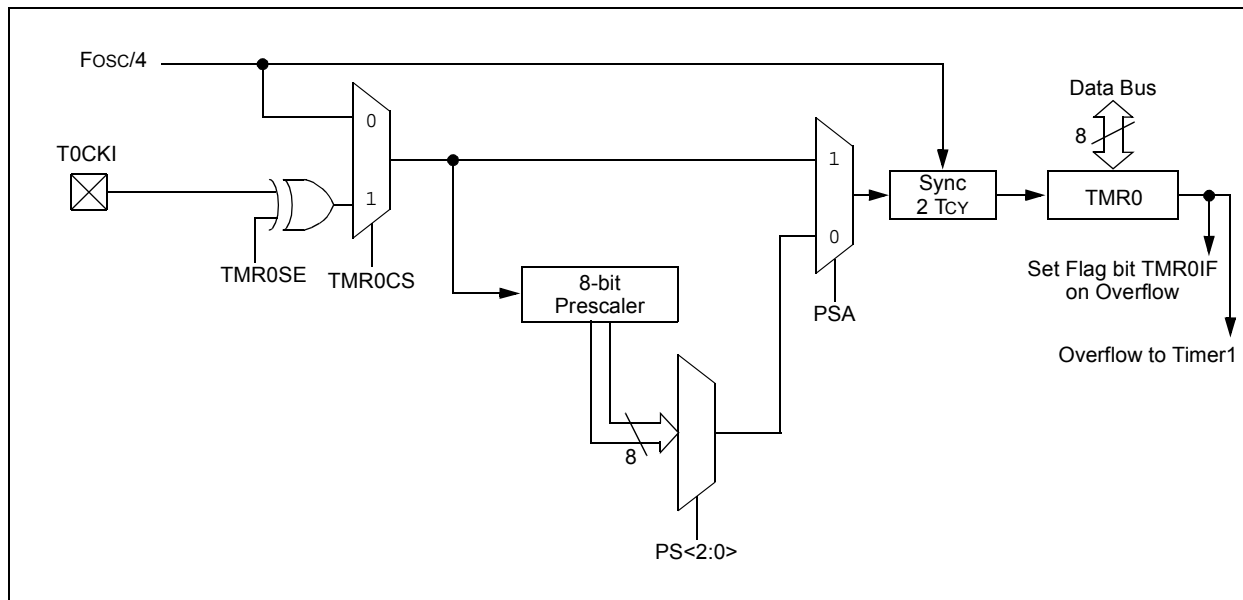 FOSC/4
Data Bus
8
T0CKI
0
1
1
0
Sync
2 TCY
TMR0
TMR0SE
TMR0CS
8-bit
Prescaler
PSA
Set Flag bit TMR0IF
on Overflow
Overflow to Timer1
8
PS<2:0>